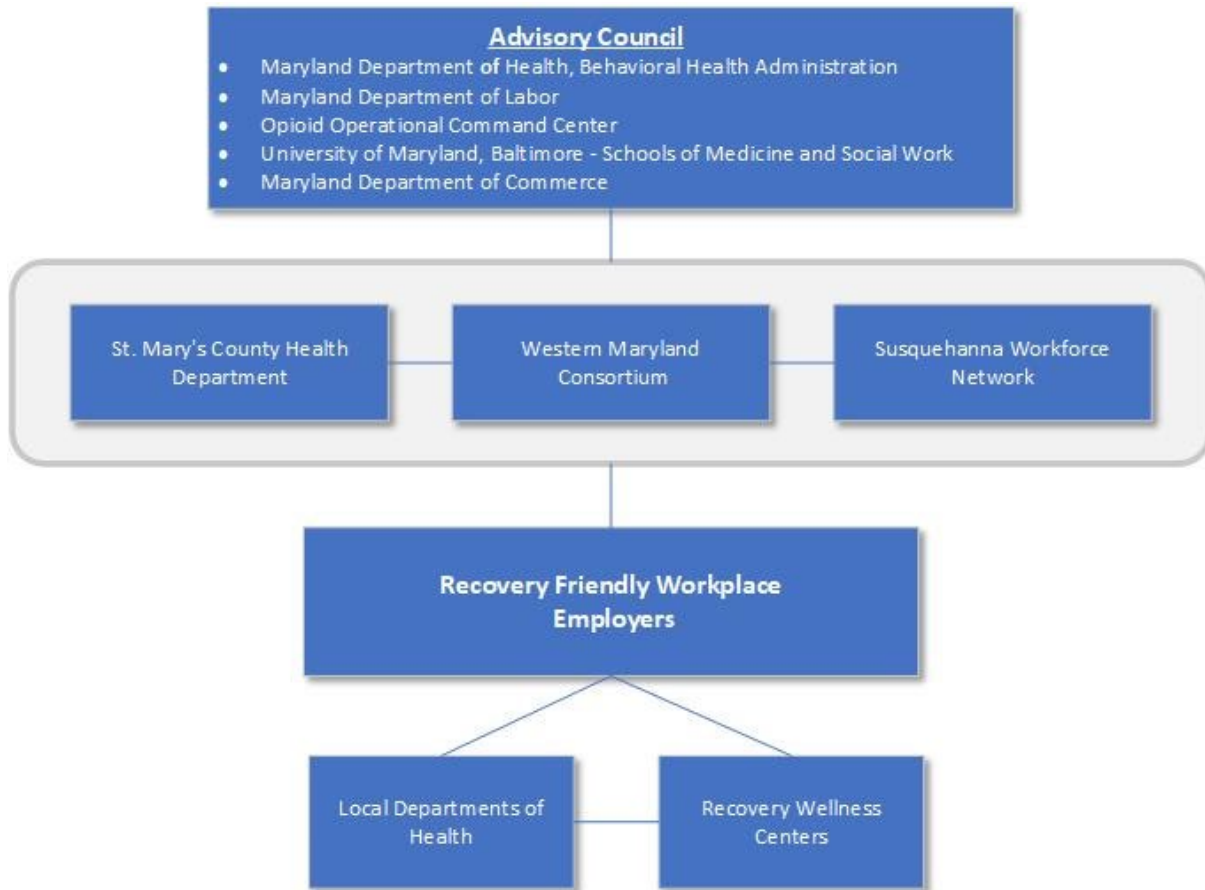 Advisory Council
• Maryland Department of Health, Behavioral Health Administration
• Maryland Department of Labor
• Opioid Operational Command Center
• University of Maryland, Baltimore - Schools of Medicine and Social Work
• Maryland Department of Commerce
St. Mary's County Health
Department
Western Maryland
Consortium
Susquehanna Workforce
Network
Recovery Friendly Workplace
Employers
Local Departments of
Health
Recovery Wellness
Centers